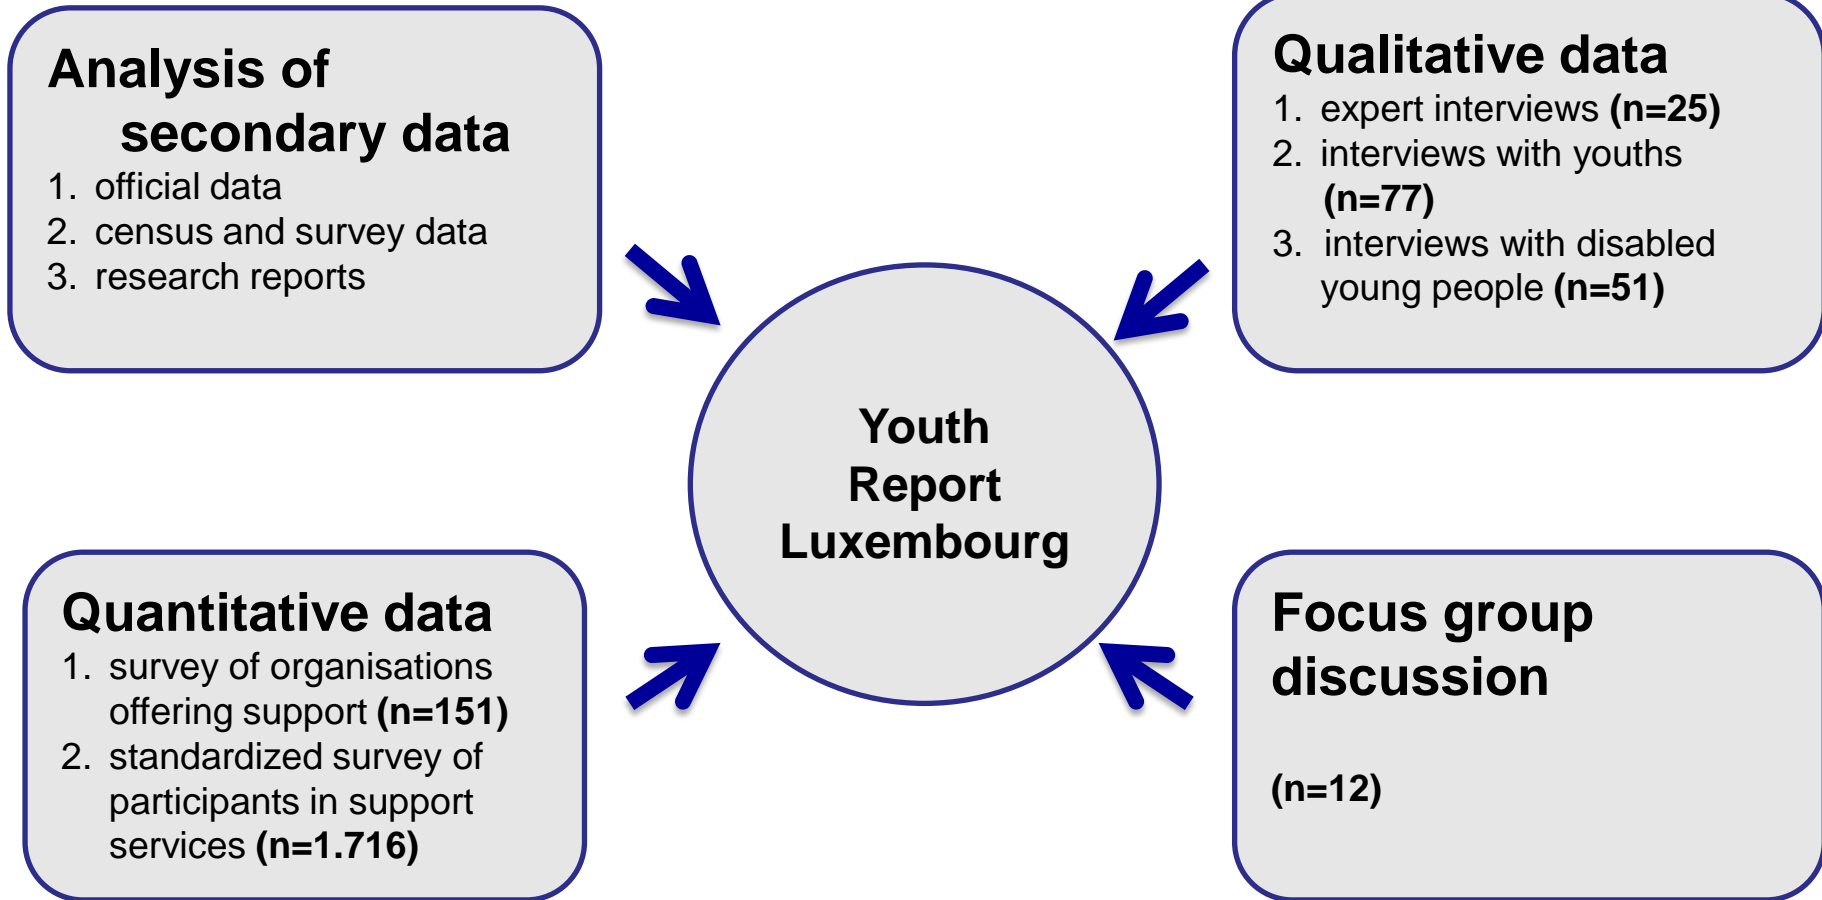 Analysis of
secondary data
1. official data
2. census and survey data
3. research reports
Qualitative data
1. expert interviews (n=25)
2. interviews with youths
(n=77)
3. interviews with disabled
young people (n=51)
Youth
Report
Luxembourg
Quantitative data
1. survey of organisations
offering support (n=151)
2. standardized survey of
participants in support
services (n=1.716)
Focus group
discussion
(n=12)